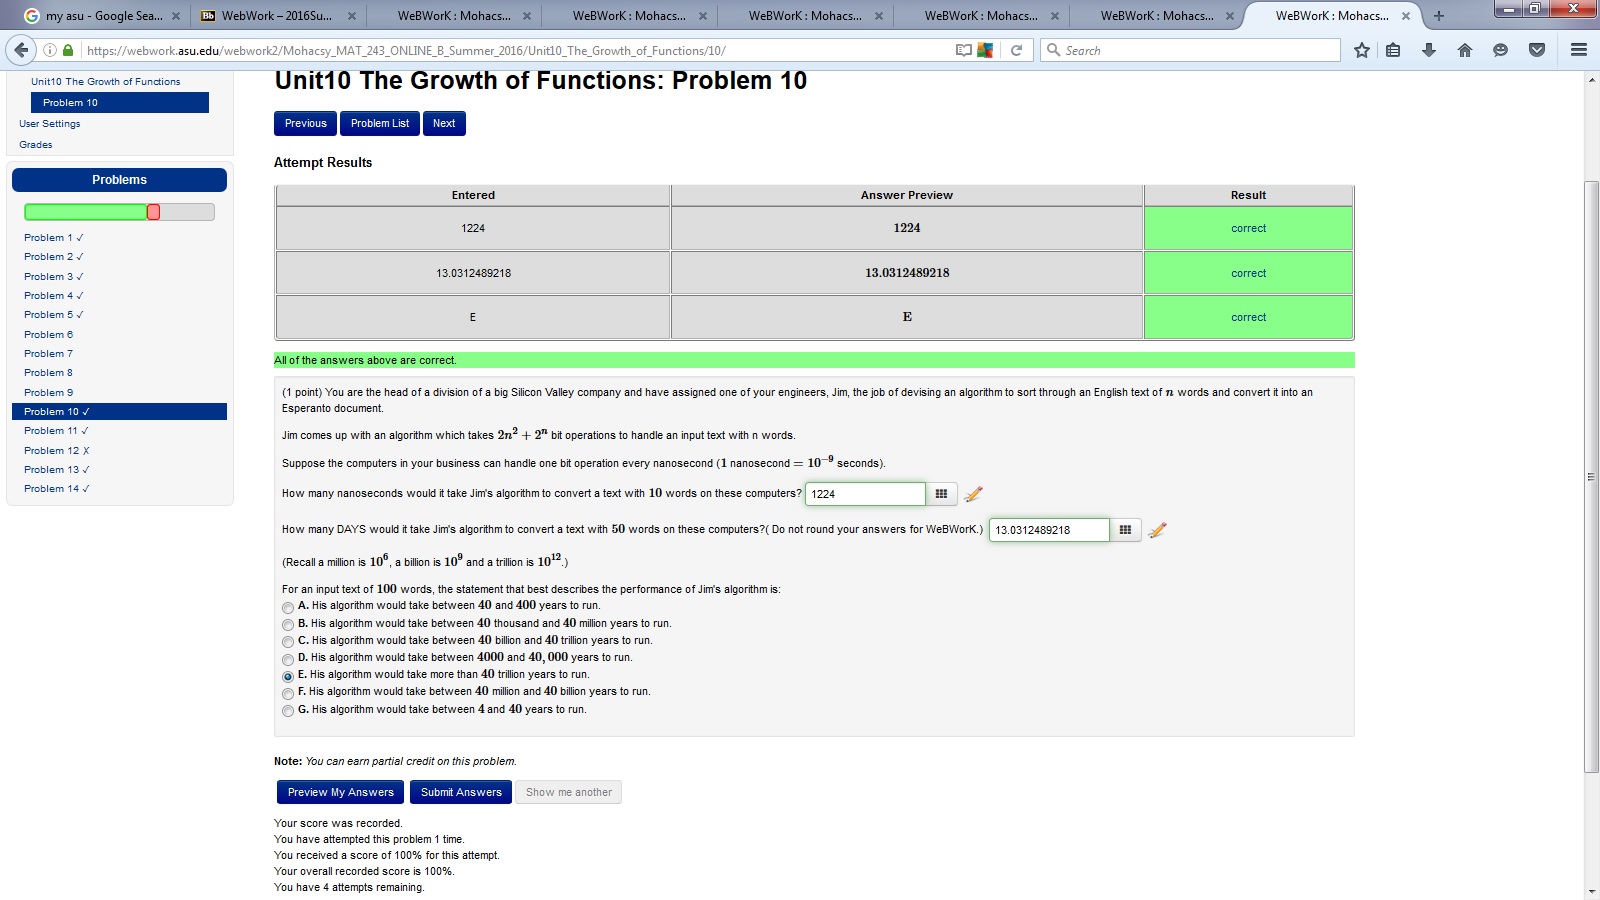 my asu - Google Sea...
WebWork – 2016Su...
WeBWorK : Mohacs...
WeBWorK : Mohacs...
WeBWorK : Mohacs...
WeBWorK : Mohacs...
WeBWorK : Mohacs...
WeBWorK : Mohacs...
https://webwork.asu.edu/webwork2/Mohacsy_MAT_243_ONLINE_B_Summer_2016/Unit10_The_Growth_of_Functions/10/
Search
Unit10 The Growth of Functions
Problem 10
User Settings
Grades
Problems
Problem 1 ✓
Problem 2 ✓
Problem 3 ✓
Problem 4 ✓
Problem 5 ✓
Problem 6
Problem 7
Problem 8
Problem 9
Problem 10 ✓
Problem 11 ✓
Problem 12 ✗
Problem 13 ✓
Problem 14 ✓
Unit10 The Growth of Functions: Problem 10
Previous Problem List Next
Attempt Results
Entered Answer Preview Result
1224 1224 correct
13.0312489218 13.0312489218 correct
E E correct
All of the answers above are correct.
(1 point) You are the head of a division of a big Silicon Valley company and have assigned one of your engineers, Jim, the job of devising an algorithm to sort through an English text of n words and convert it into an
Esperanto document.
Jim comes up with an algorithm which takes 2n² + 2ⁿ bit operations to handle an input text with n words.
Suppose the computers in your business can handle one bit operation every nanosecond (1 nanosecond = 10⁻⁹ seconds).
How many nanoseconds would it take Jim's algorithm to convert a text with 10 words on these computers? 1224
How many DAYS would it take Jim's algorithm to convert a text with 50 words on these computers?( Do not round your answers for WeBWorK.) 13.0312489218
(Recall a million is 10⁶, a billion is 10⁹ and a trillion is 10¹².)
For an input text of 100 words, the statement that best describes the performance of Jim's algorithm is:
A. His algorithm would take between 40 and 400 years to run.
B. His algorithm would take between 40 thousand and 40 million years to run.
C. His algorithm would take between 40 billion and 40 trillion years to run.
D. His algorithm would take between 4000 and 40,000 years to run.
E. His algorithm would take more than 40 trillion years to run.
F. His algorithm would take between 40 million and 40 billion years to run.
G. His algorithm would take between 4 and 40 years to run.
Note: You can earn partial credit on this problem.
Preview My Answers Submit Answers Show me another
Your score was recorded.
You have attempted this problem 1 time.
You received a score of 100% for this attempt.
Your overall recorded score is 100%.
You have 4 attempts remaining.